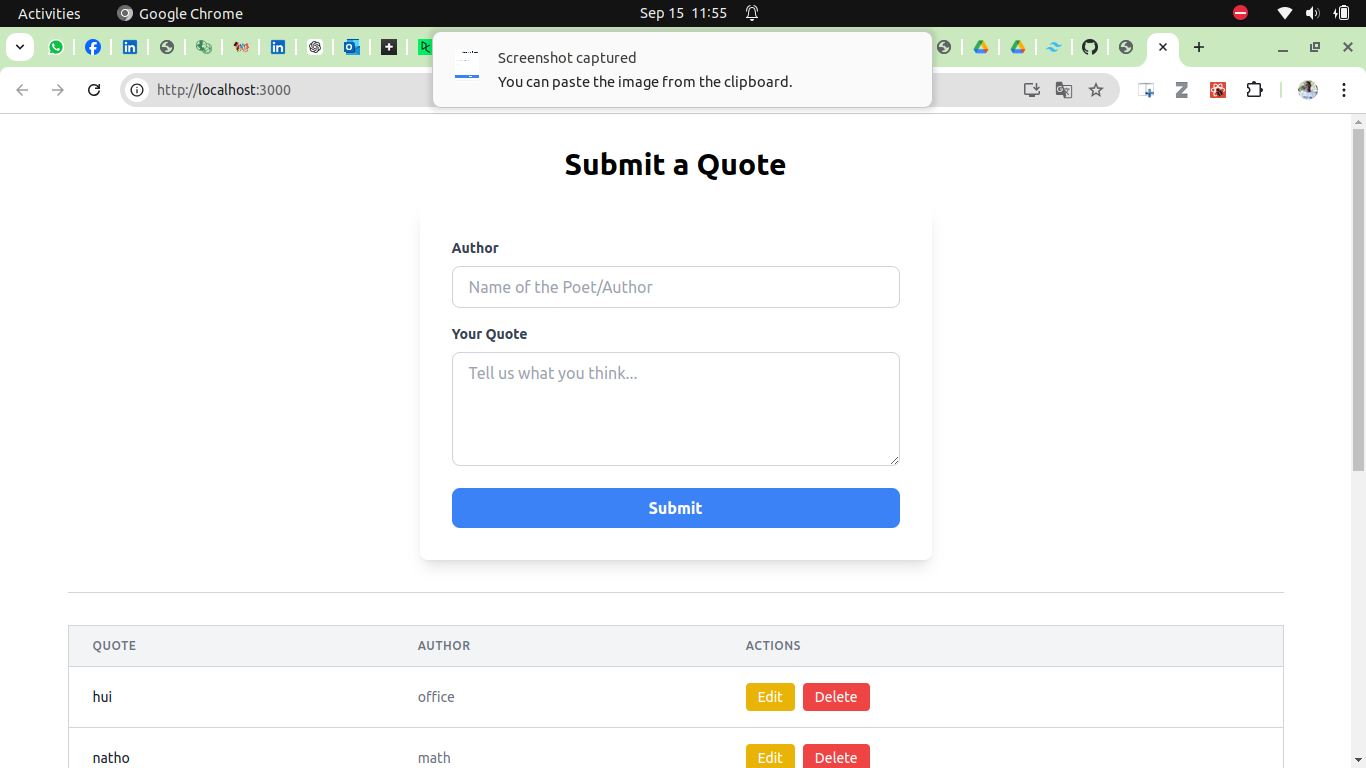 Activities Google Chrome Sep 15 11:55
Screenshot captured
You can paste the image from the clipboard.
http://localhost:3000
Submit a Quote
Author
Name of the Poet/Author
Your Quote
Tell us what you think...
Submit
QUOTE AUTHOR ACTIONS
hui office Edit Delete
natho math Edit Delete